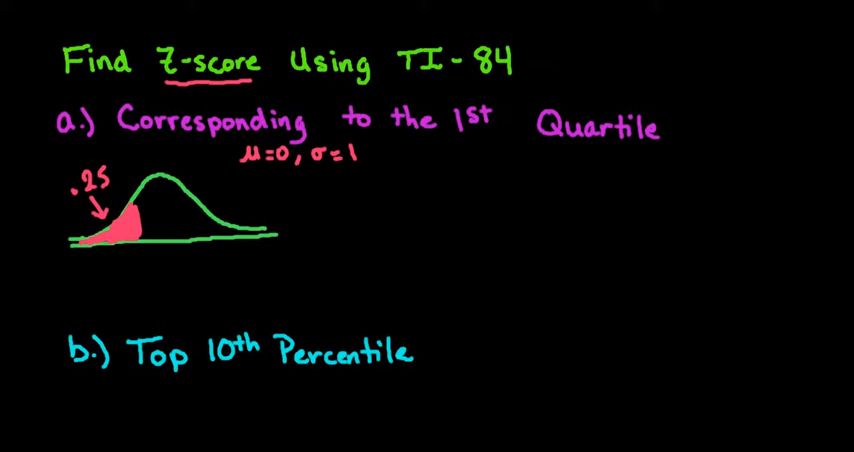 Find Z-score Using TI-84
a.) Corresponding to the 1st Quartile
μ=0, σ=1
.25
b.) Top 10th Percentile